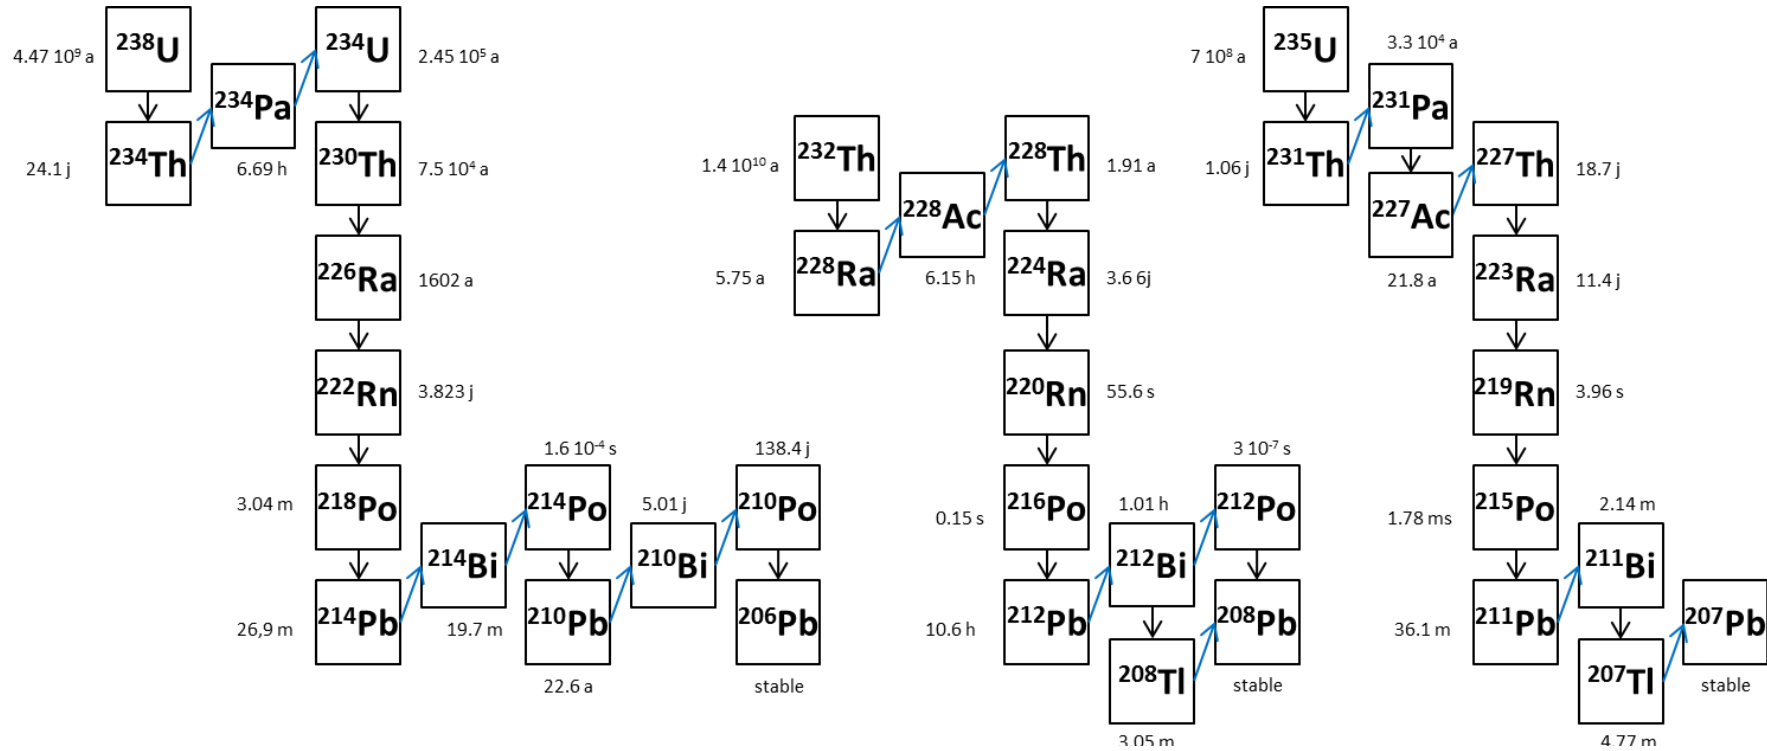 238U
4.47 10⁹ a
234Th
24.1 j
234Pa
6.69 h
234U
2.45 10⁵ a
230Th
7.5 10⁴ a
226Ra
1602 a
222Rn
3.823 j
218Po
3.04 m
214Pb
26,9 m
214Bi
19.7 m
1.6 10⁻⁴ s
214Po
210Pb
22.6 a
5.01 j
210Bi
138.4 j
210Po
206Pb
stable
232Th
1.4 10¹⁰ a
228Ra
5.75 a
228Ac
6.15 h
228Th
1.91 a
224Ra
3.6 6j
220Rn
55.6 s
216Po
0.15 s
212Pb
10.6 h
1.01 h
212Bi
3 10⁻⁷ s
212Po
208Tl
3.05 m
208Pb
stable
235U
7 10⁸ a
231Th
1.06 j
3.3 10⁴ a
231Pa
227Ac
21.8 a
227Th
18.7 j
223Ra
11.4 j
219Rn
3.96 s
215Po
1.78 ms
211Pb
36.1 m
2.14 m
211Bi
207Tl
4.77 m
207Pb
stable